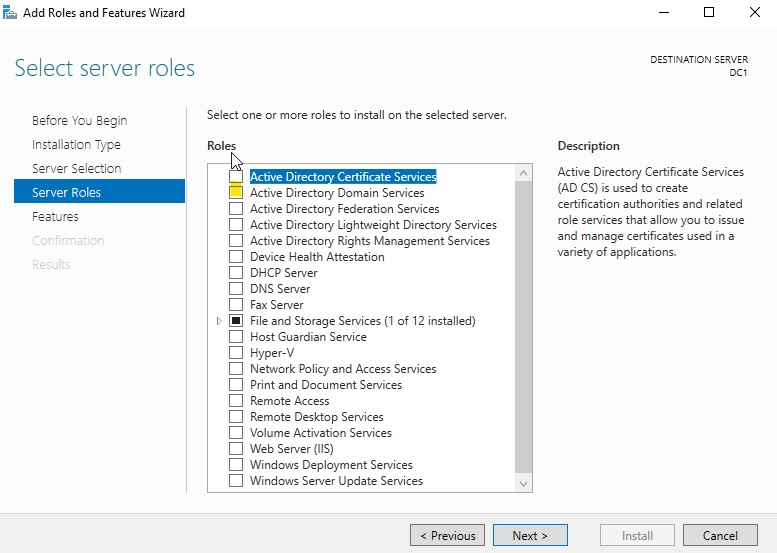 Add Roles and Features Wizard
Select server roles
DESTINATION SERVER
DC1
Before You Begin
Installation Type
Server Selection
Server Roles
Features
Confirmation
Results
Select one or more roles to install on the selected server.
Roles
Active Directory Certificate Services
Active Directory Domain Services
Active Directory Federation Services
Active Directory Lightweight Directory Services
Active Directory Rights Management Services
Device Health Attestation
DHCP Server
DNS Server
Fax Server
File and Storage Services (1 of 12 installed)
Host Guardian Service
Hyper-V
Network Policy and Access Services
Print and Document Services
Remote Access
Remote Desktop Services
Volume Activation Services
Web Server (IIS)
Windows Deployment Services
Windows Server Update Services
Description
Active Directory Certificate Services
(AD CS) is used to create
certification authorities and related
role services that allow you to issue
and manage certificates used in a
variety of applications.
< Previous
Next >
Install
Cancel